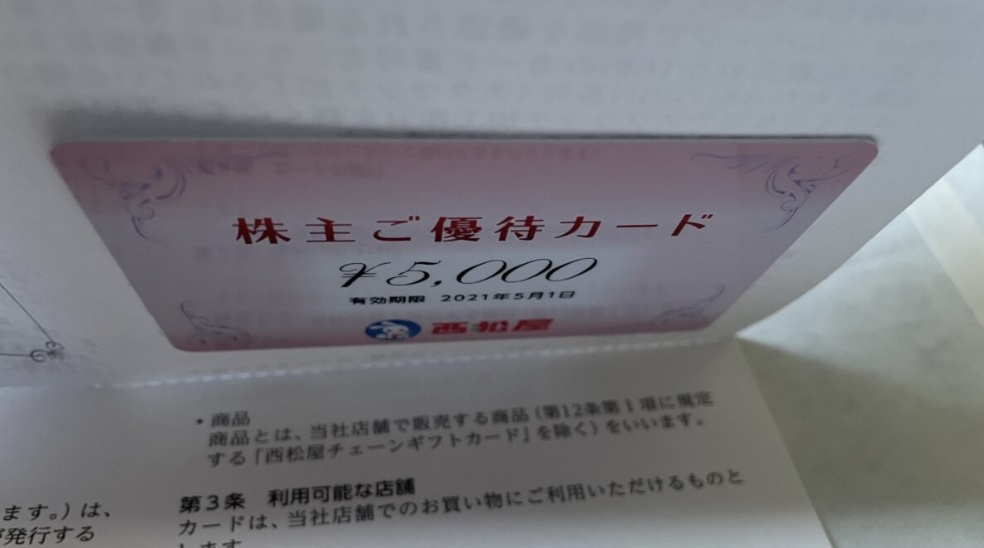 株主ご優待カード
¥5,000
有効期限 2021年5月1日
西松屋
・商品
商品とは、当社店舗で販売する商品（第12条第1項に限定
する「西松屋チェーンギフトカード」を除く）をいいます。
第3条 利用可能な店舗
カードは、当社店舗でのお買い物にご利用いただけるものと
します。
ます。）は、
発行する